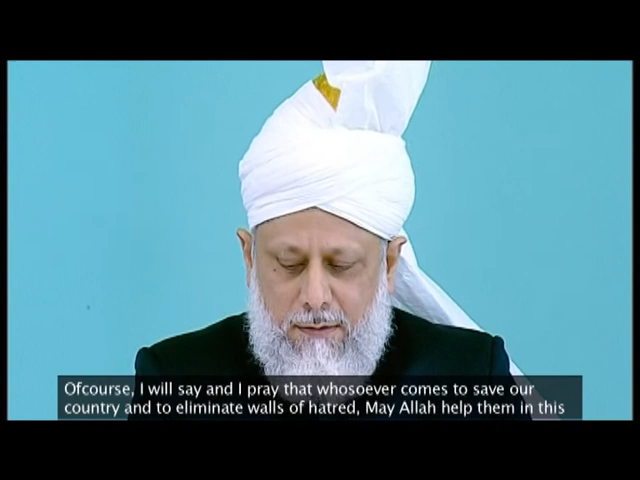 Ofcourse, I will say and I pray that whosoever comes to save our
country and to eliminate walls of hatred, May Allah help them in this